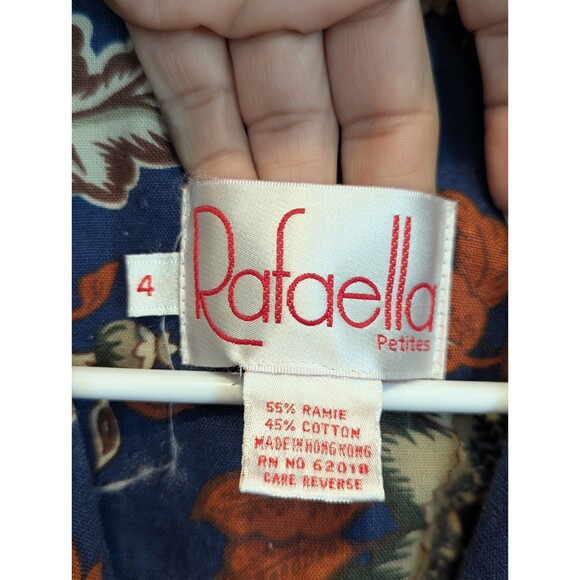 4
Rafaella
Petites
55% RAMIE
45% COTTON
MADE IN HONG KONG
RN NO 62018
CARE REVERSE